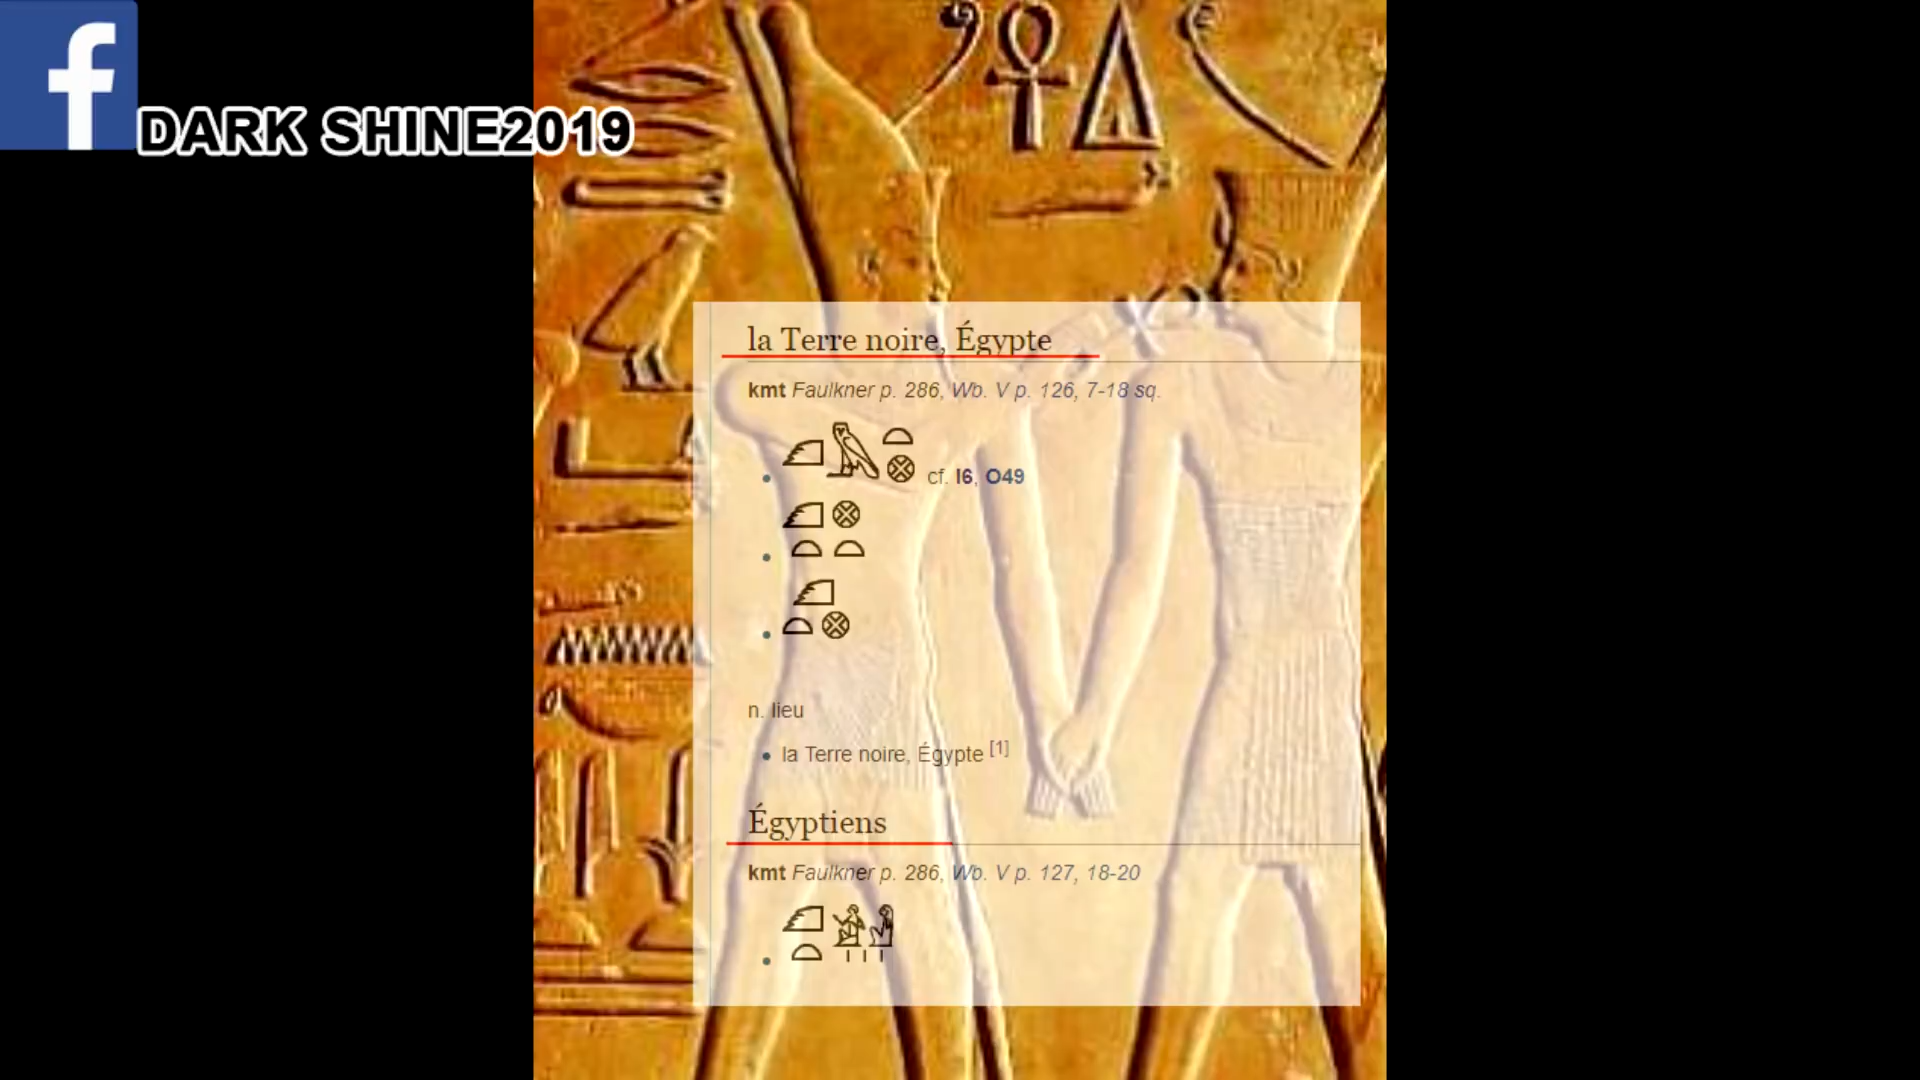 f
DARK SHINE2019
la Terre noire, Égypte
kmt Faulkner p. 286, Wb. V p. 126, 7-18 sq.
cf. I6, O49
n. lieu
la Terre noire, Égypte [1]
Égyptiens
kmt Faulkner p. 286, Wb. V p. 127, 18-20